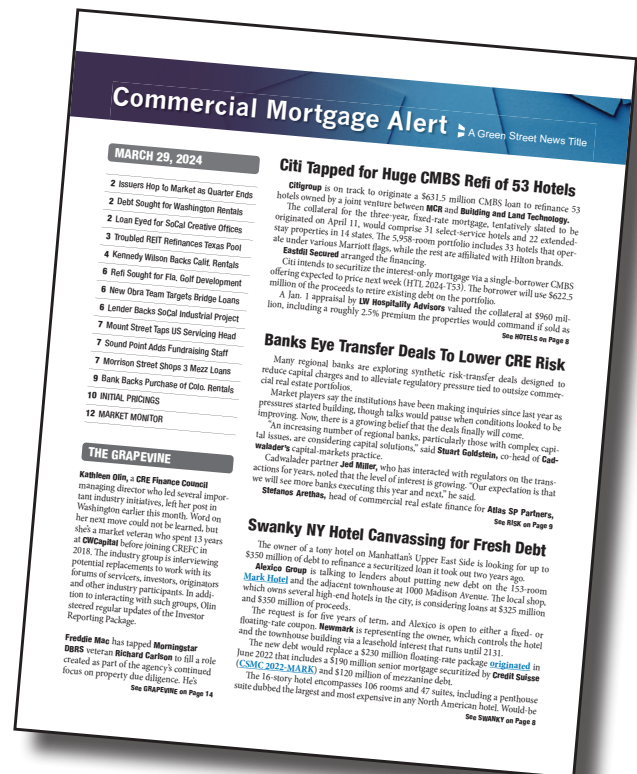 Commercial Mortgage Alert
A Green Street News Title
MARCH 29, 2024
2 Issuers Hop to Market as Quarter Ends
2 Debt Sought for Washington Rentals
2 Loan Eyed for SoCal Creative Offices
3 Troubled REIT Refinances Texas Pool
4 Kennedy Wilson Backs Calif. Rentals
6 Refi Sought for Fla. Golf Development
6 New Obra Team Targets Bridge Loans
6 Lender Backs SoCal Industrial Project
7 Mount Street Taps US Servicing Head
7 Sound Point Adds Fundraising Staff
7 Morrison Street Shops 3 Mezz Loans
9 Bank Backs Purchase of Colo. Rentals
10 INITIAL PRICINGS
12 MARKET MONITOR
THE GRAPEVINE
Kathleen Olin, a CRE Finance Council
managing director who led several impor-
tant industry initiatives, left her post in
Washington earlier this month. Word on
her next move could not be learned, but
she's a market veteran who spent 13 years
at CWCapital before joining CREFC in
2018. The industry group is interviewing
potential replacements to work with its
forums of servicers, investors, originators
and other industry participants. In addi-
tion to interacting with such groups, Olin
steered regular updates of the Investor
Reporting Package.
Freddie Mac has tapped Morningstar
DBRS veteran Richard Carlson to fill a role
created as part of the agency's continued
focus on property due diligence. He's
See GRAPEVINE on Page 14
Citi Tapped for Huge CMBS Refi of 53 Hotels
Citigroup is on track to originate a $631.5 million CMBS loan to refinance 53
hotels owned by a joint venture between MCR and Building and Land Technology.
The collateral for the three-year, fixed-rate mortgage, tentatively slated to be
originated on April 11, would comprise 31 select-service hotels and 22 extended-
stay properties in 14 states. The 5,958-room portfolio includes 33 hotels that oper-
ate under various Marriott flags, while the rest are affiliated with Hilton brands.
Eastdil Secured arranged the financing.
Citi intends to securitize the interest-only mortgage via a single-borrower CMBS
offering expected to price next week (HTL 2024-T53). The borrower will use $622.5
million of the proceeds to retire existing debt on the portfolio.
A Jan. 1 appraisal by LW Hospitality Advisors valued the collateral at $960 mil-
lion, including a roughly 2.5% premium the properties would command if sold as
See HOTELS on Page 8
Banks Eye Transfer Deals To Lower CRE Risk
Many regional banks are exploring synthetic risk-transfer deals designed to
reduce capital charges and to alleviate regulatory pressure tied to outsize commer-
cial real estate portfolios.
Market players say the institutions have been making inquiries since last year as
pressures started building, though talks would pause when conditions looked to be
improving. Now, there is a growing belief that the deals finally will come.
"An increasing number of regional banks, particularly those with complex capi-
tal issues, are considering capital solutions," said Stuart Goldstein, co-head of Cad-
walader's capital-markets practice.
Cadwalader partner Jed Miller, who has interacted with regulators on the trans-
actions for years, noted that the level of interest is growing. "Our expectation is that
we will see more banks executing this year and next," he said.
Stefanos Arethas, head of commercial real estate finance for Atlas SP Partners,
See RISK on Page 9
Swanky NY Hotel Canvassing for Fresh Debt
The owner of a tony hotel on Manhattan's Upper East Side is looking for up to
$350 million of debt to refinance a securitized loan it took out two years ago.
Alexico Group is talking to lenders about putting new debt on the 153-room
Mark Hotel and the adjacent townhouse at 1000 Madison Avenue. The local shop,
which owns several high-end hotels in the city, is considering loans at $325 million
and $350 million of proceeds.
The request is for five years of term, and Alexico is open to either a fixed- or
floating-rate coupon. Newmark is representing the owner, which controls the hotel
and the townhouse building via a leasehold interest that runs until 2131.
The new debt would replace a $230 million floating-rate package originated in
June 2022 that includes a $190 million senior mortgage securitized by Credit Suisse
(CSMC 2022-MARK) and $120 million of mezzanine debt.
The 16-story hotel encompasses 106 rooms and 47 suites, including a penthouse
suite dubbed the largest and most expensive in any North American hotel. Would-be
See SWANKY on Page 8